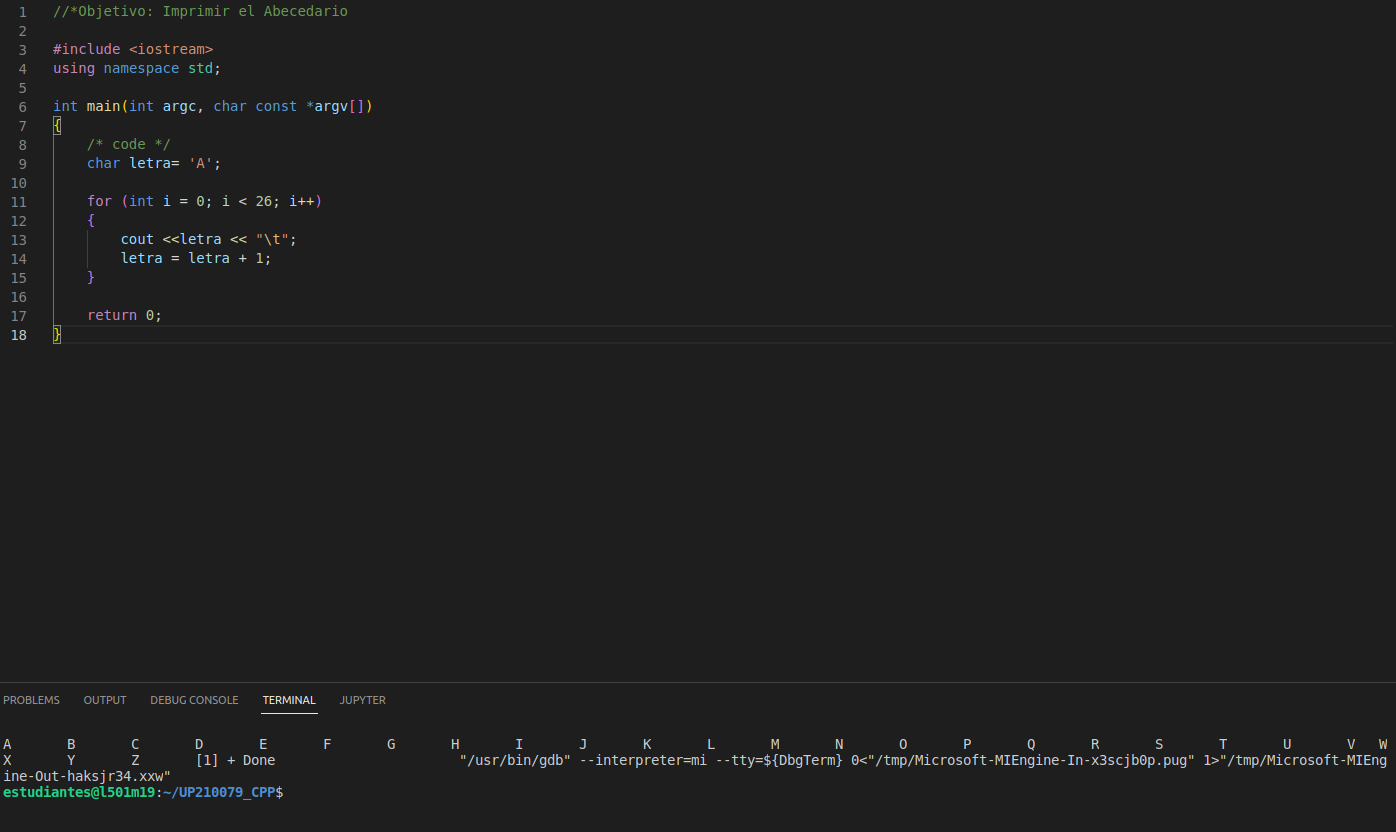 1 //*Objetivo: Imprimir el Abecedario
2
3 #include <iostream>
4 using namespace std;
5
6 int main(int argc, char const *argv[])
7 {
8     /* code */
9     char letra= 'A';
10
11     for (int i = 0; i < 26; i++)
12     {
13         cout <<letra << "\t";
14         letra = letra + 1;
15     }
16
17     return 0;
18 }
PROBLEMS OUTPUT DEBUG CONSOLE TERMINAL JUPYTER
A B C D E F G H I J K L M N O P Q R S T U V W
X Y Z [1] + Done "/usr/bin/gdb" --interpreter=mi --tty=${DbgTerm} 0<"/tmp/Microsoft-MIEngine-In-x3scjb0p.pug" 1>"/tmp/Microsoft-MIEng
ine-Out-haksjr34.xxw"
estudiantes@l501m19:~/UP210079_CPP$